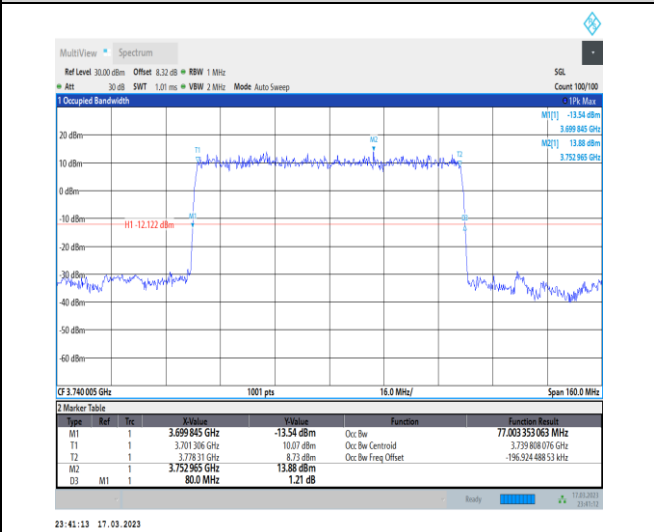 MultiView Spectrum
Ref Level 30.00 dBm Offset 8.32 dB RBW 1 MHz SGL
Att 30 dB SWT 1.01 ms VBW 2 MHz Mode Auto Sweep Count 100/100
1 Occupied Bandwidth 1Pk Max
M1[1] -13.54 dBm
3.699 845 GHz
M2[1] 13.88 dBm
3.752 965 GHz
20 dBm
T1 M2 T2
10 dBm
0 dBm
-10 dBm
M1 D3
H1 -12.122 dBm
-20 dBm
-30 dBm
-40 dBm
-50 dBm
-60 dBm
CF 3.740 005 GHz 1001 pts 16.0 MHz/ Span 160.0 MHz
2 Marker Table
Type Ref Trc X-Value Y-Value Function Function Result
M1 1 3.699 845 GHz -13.54 dBm Occ Bw 77.003 353 063 MHz
T1 1 3.701 306 GHz 10.07 dBm Occ Bw Centroid 3.739 808 076 GHz
T2 1 3.778 31 GHz 8.73 dBm Occ Bw Freq Offset -196.924 488 53 kHz
M2 1 3.752 965 GHz 13.88 dBm
D3 M1 1 80.0 MHz 1.21 dB
Ready 17.03.2023
23:41:12
23:41:13 17.03.2023